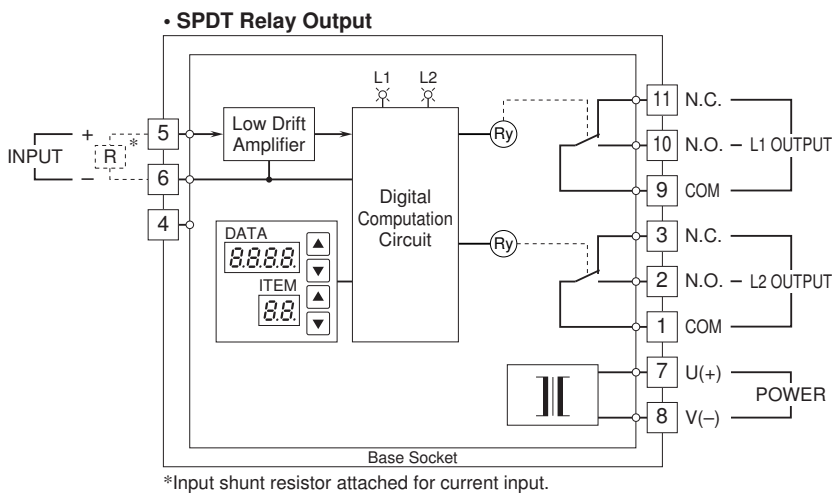 • SPDT Relay Output
L1 L2
5
+
INPUT
R
*
–
6
4
Low Drift
Amplifier
Digital
Computation
Circuit
DATA
8.8.8.8.
ITEM
8.8.
▲
▼
▲
▼
Ry
Ry
11 N.C.
10 N.O. L1 OUTPUT
9 COM
3 N.C.
2 N.O. L2 OUTPUT
1 COM
7 U(+)
POWER
8 V(–)
Base Socket
*Input shunt resistor attached for current input.